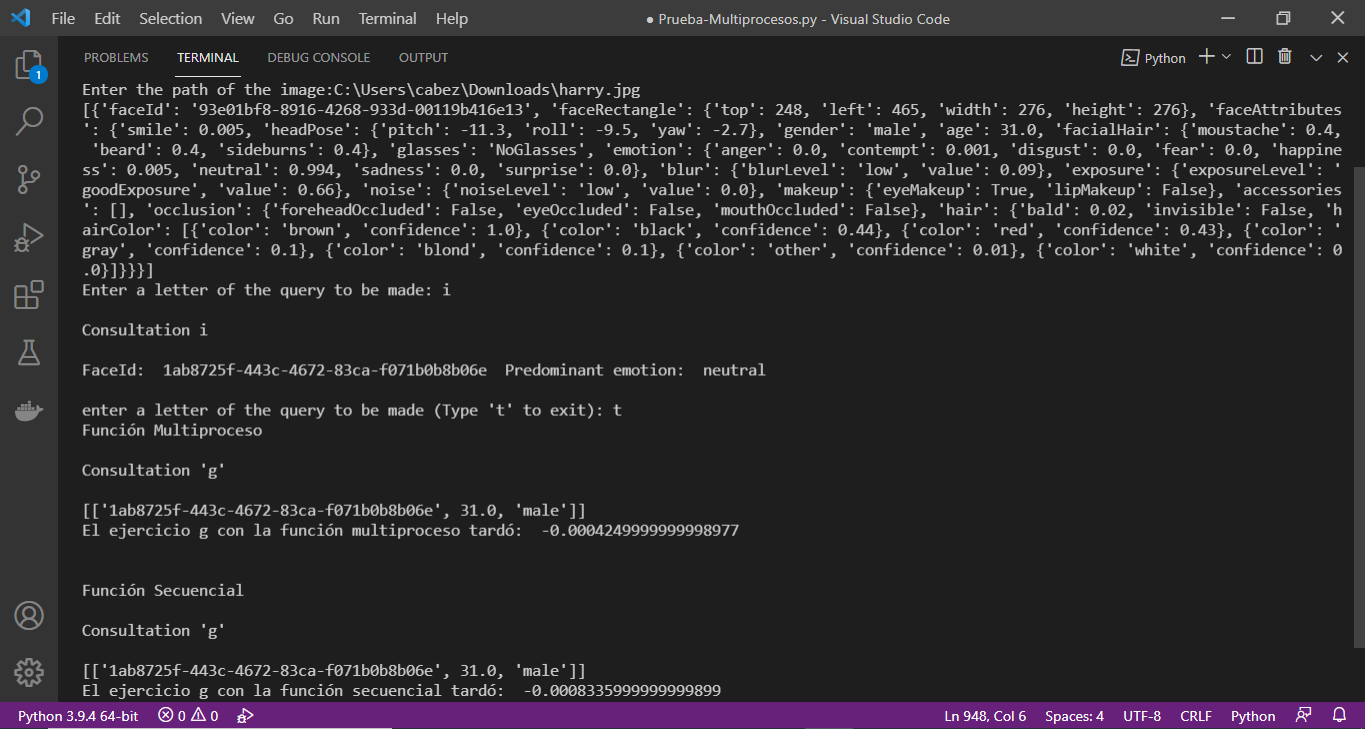 File Edit Selection View Go Run Terminal Help
● Prueba-Multiprocesos.py - Visual Studio Code
1
PROBLEMS TERMINAL DEBUG CONSOLE OUTPUT
Python
Enter the path of the image:C:\Users\cabez\Downloads\harry.jpg
[{'faceId': '93e01bf8-8916-4268-933d-00119b416e13', 'faceRectangle': {'top': 248, 'left': 465, 'width': 276, 'height': 276}, 'faceAttributes
': {'smile': 0.005, 'headPose': {'pitch': -11.3, 'roll': -9.5, 'yaw': -2.7}, 'gender': 'male', 'age': 31.0, 'facialHair': {'moustache': 0.4,
 'beard': 0.4, 'sideburns': 0.4}, 'glasses': 'NoGlasses', 'emotion': {'anger': 0.0, 'contempt': 0.001, 'disgust': 0.0, 'fear': 0.0, 'happine
ss': 0.005, 'neutral': 0.994, 'sadness': 0.0, 'surprise': 0.0}, 'blur': {'blurLevel': 'low', 'value': 0.09}, 'exposure': {'exposureLevel': '
goodExposure', 'value': 0.66}, 'noise': {'noiseLevel': 'low', 'value': 0.0}, 'makeup': {'eyeMakeup': True, 'lipMakeup': False}, 'accessories
': [], 'occlusion': {'foreheadOccluded': False, 'eyeOccluded': False, 'mouthOccluded': False}, 'hair': {'bald': 0.02, 'invisible': False, 'h
airColor': [{'color': 'brown', 'confidence': 1.0}, {'color': 'black', 'confidence': 0.44}, {'color': 'red', 'confidence': 0.43}, {'color': '
gray', 'confidence': 0.1}, {'color': 'blond', 'confidence': 0.1}, {'color': 'other', 'confidence': 0.01}, {'color': 'white', 'confidence': 0
.0}]}}}]
Enter a letter of the query to be made: i
Consultation i
FaceId:  1ab8725f-443c-4672-83ca-f071b0b8b06e  Predominant emotion:  neutral
enter a letter of the query to be made (Type 't' to exit): t
Función Multiproceso
Consultation 'g'
[['1ab8725f-443c-4672-83ca-f071b0b8b06e', 31.0, 'male']]
El ejercicio g con la función multiproceso tardó:  -0.0004249999999998977
Función Secuencial
Consultation 'g'
[['1ab8725f-443c-4672-83ca-f071b0b8b06e', 31.0, 'male']]
El ejercicio g con la función secuencial tardó:  -0.0008335999999999899
Python 3.9.4 64-bit 0 0 Ln 948, Col 6 Spaces: 4 UTF-8 CRLF Python